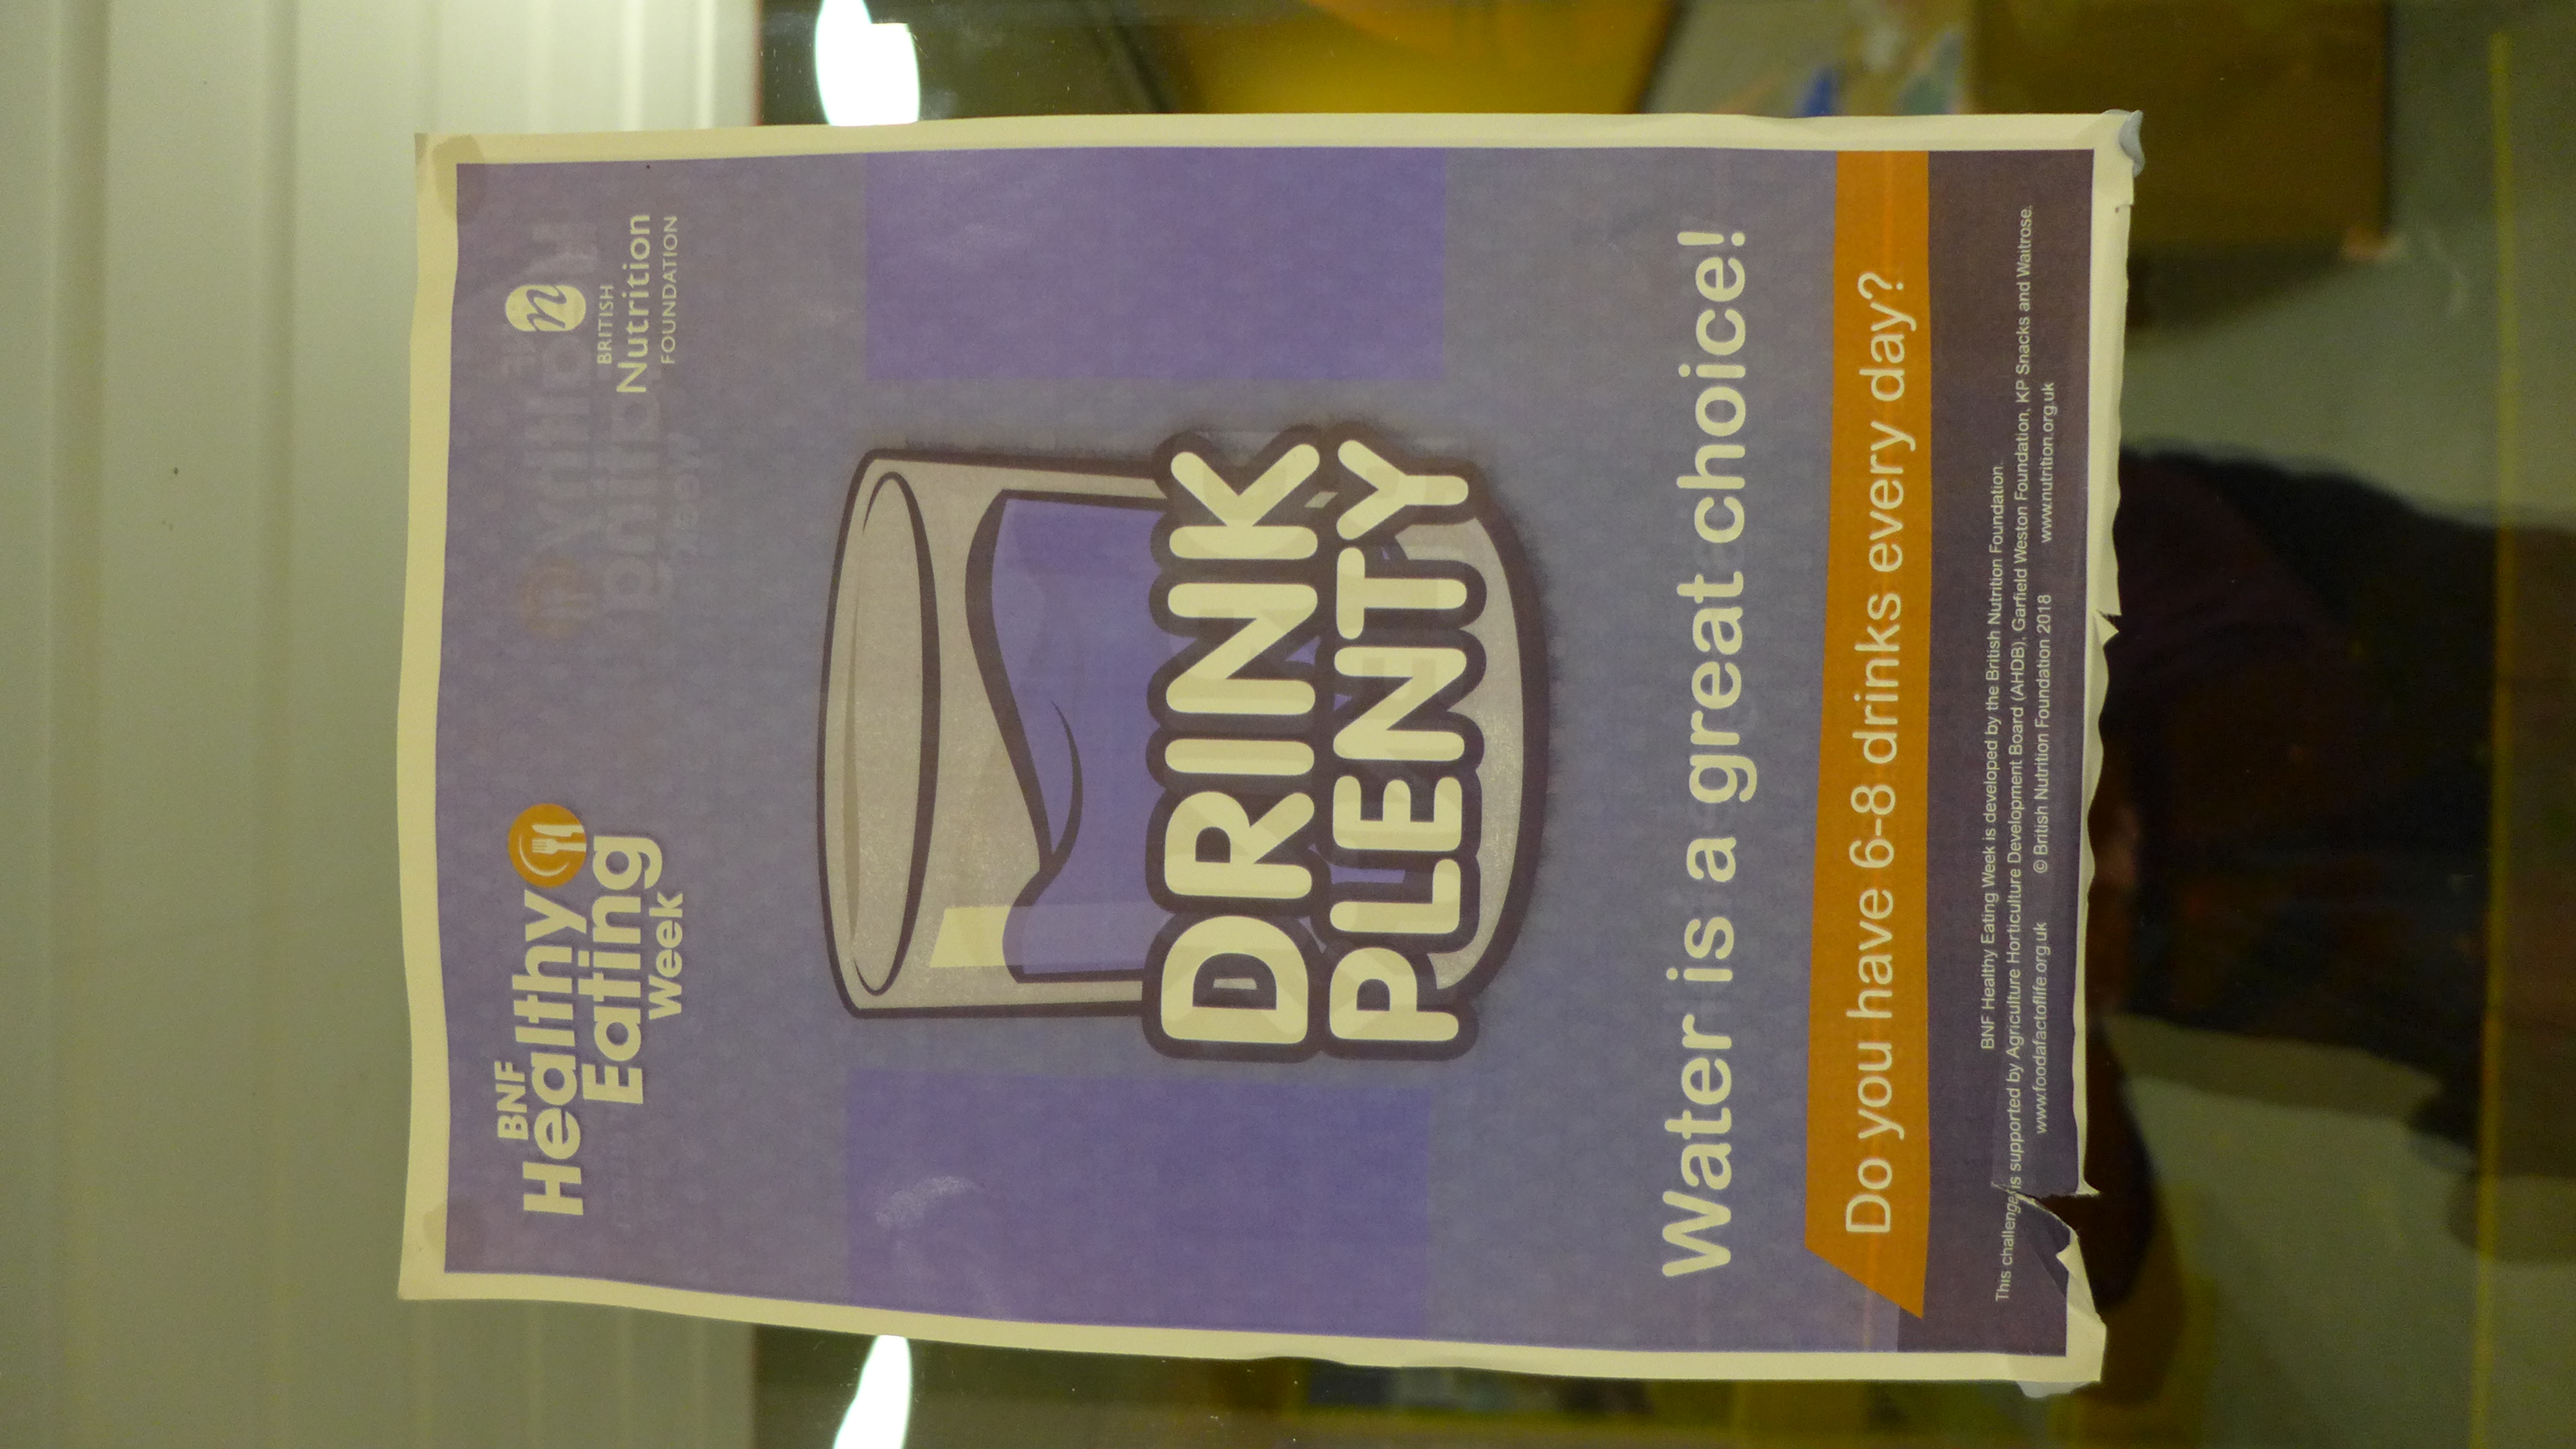 BNF
Healthy
Eating
Week
BRITISH
Nutrition
FOUNDATION
DRINK
PLENTY
Water is a great choice!
Do you have 6-8 drinks every day?
BNF Healthy Eating Week is developed by the British Nutrition Foundation.
This challenge is supported by Agriculture Horticulture Development Board (AHDB), Garfield Weston Foundation, KP Snacks and Waitrose.
www.foodafactoflife.org.uk © British Nutrition Foundation 2018 www.nutrition.org.uk